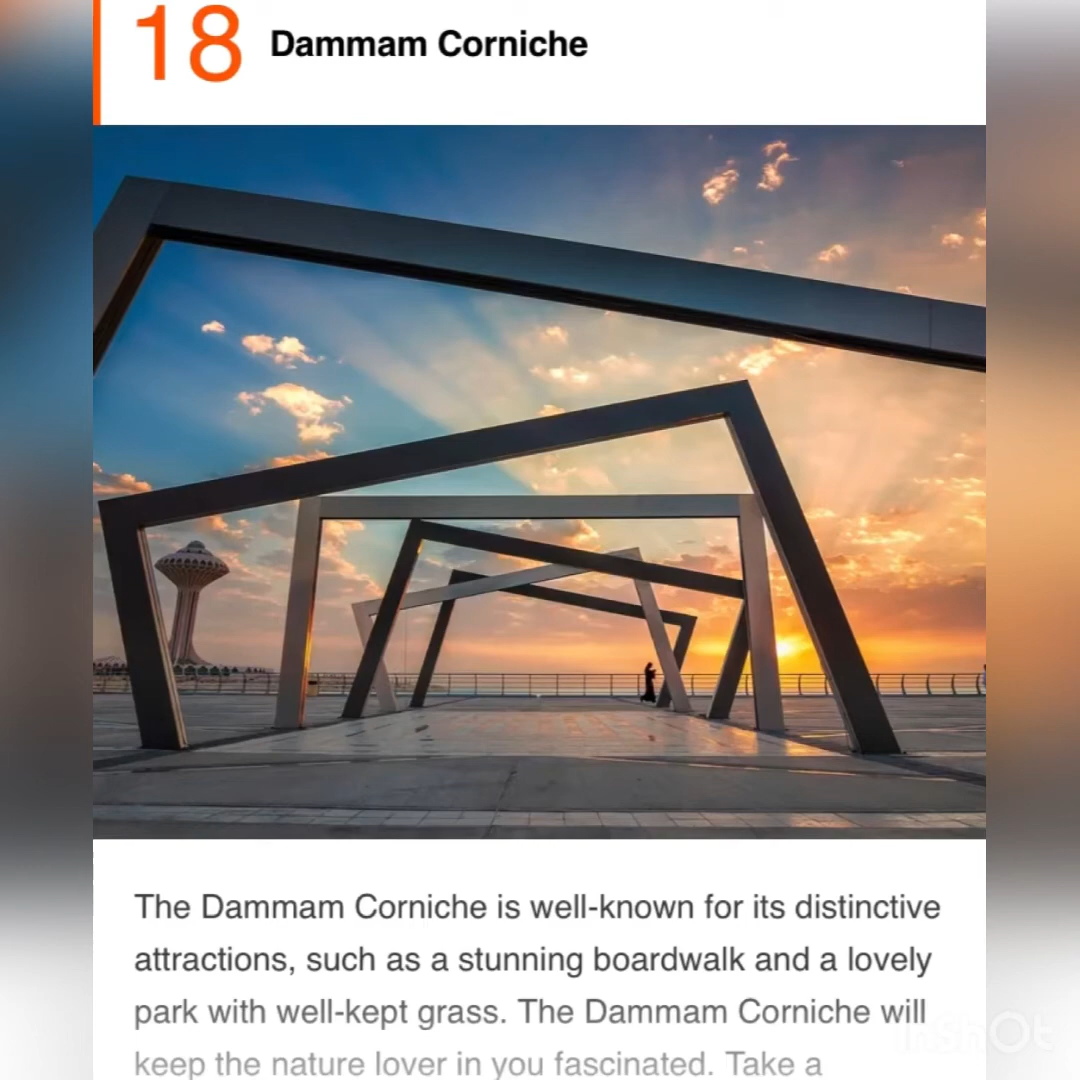 18 Dammam Corniche
The Dammam Corniche is well-known for its distinctive
attractions, such as a stunning boardwalk and a lovely
park with well-kept grass. The Dammam Corniche will
keep the nature lover in you fascinated. Take a
InShOt